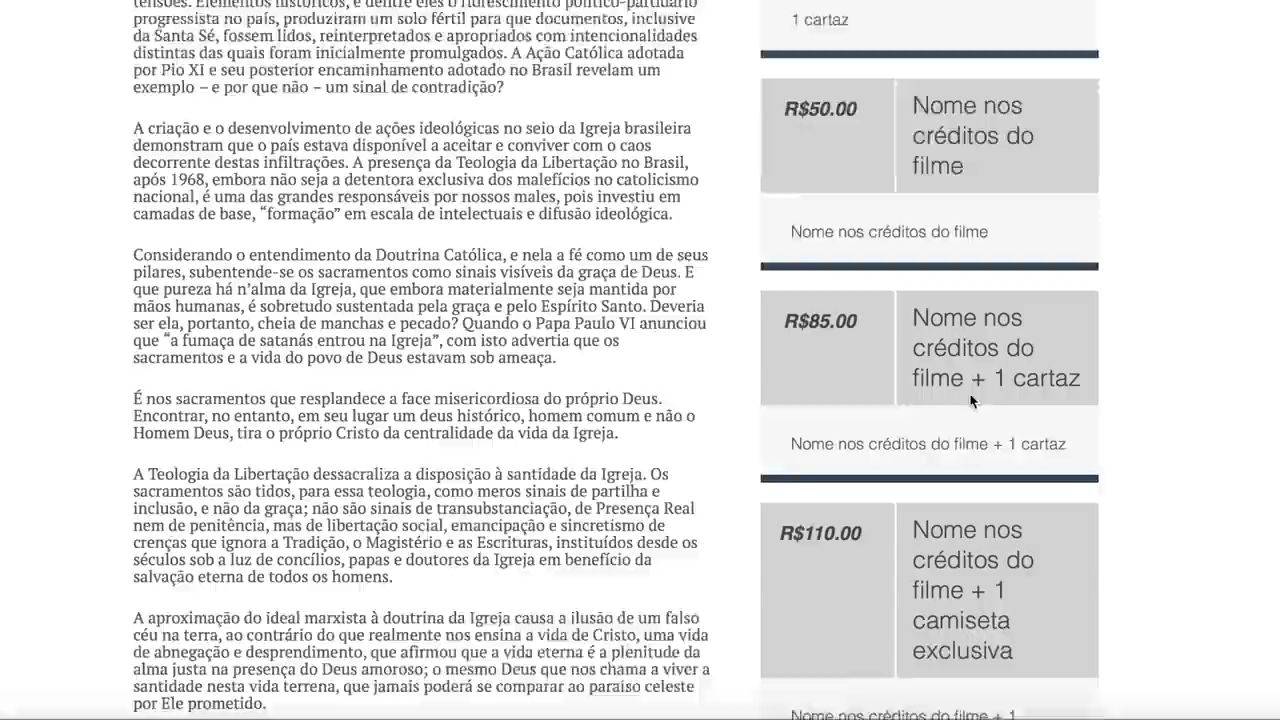 tensões. Elementos históricos, e dentre eles o florescimento político-partidário
progressista no país, produziram um solo fértil para que documentos, inclusive
da Santa Sé, fossem lidos, reinterpretados e apropriados com intencionalidades
distintas das quais foram inicialmente promulgados. A Ação Católica adotada
por Pio XI e seu posterior encaminhamento adotado no Brasil revelam um
exemplo – e por que não – um sinal de contradição?
A criação e o desenvolvimento de ações ideológicas no seio da Igreja brasileira
demonstram que o país estava disponível a aceitar e conviver com o caos
decorrente destas infiltrações. A presença da Teologia da Libertação no Brasil,
após 1968, embora não seja a detentora exclusiva dos malefícios no catolicismo
nacional, é uma das grandes responsáveis por nossos males, pois investiu em
camadas de base, “formação” em escala de intelectuais e difusão ideológica.
Considerando o entendimento da Doutrina Católica, e nela a fé como um de seus
pilares, subentende-se os sacramentos como sinais visíveis da graça de Deus. E
que pureza há n’alma da Igreja, que embora materialmente seja mantida por
mãos humanas, é sobretudo sustentada pela graça e pelo Espírito Santo. Deveria
ser ela, portanto, cheia de manchas e pecado? Quando o Papa Paulo VI anunciou
que “a fumaça de satanás entrou na Igreja”, com isto advertia que os
sacramentos e a vida do povo de Deus estavam sob ameaça.
É nos sacramentos que resplandece a face misericordiosa do próprio Deus.
Encontrar, no entanto, em seu lugar um deus histórico, homem comum e não o
Homem Deus, tira o próprio Cristo da centralidade da vida da Igreja.
A Teologia da Libertação dessacraliza a disposição à santidade da Igreja. Os
sacramentos são tidos, para essa teologia, como meros sinais de partilha e
inclusão, e não da graça; não são sinais de transubstanciação, de Presença Real
nem de penitência, mas de libertação social, emancipação e sincretismo de
crenças que ignora a Tradição, o Magistério e as Escrituras, instituídos desde os
séculos sob a luz de concílios, papas e doutores da Igreja em benefício da
salvação eterna de todos os homens.
A aproximação do ideal marxista à doutrina da Igreja causa a ilusão de um falso
céu na terra, ao contrário do que realmente nos ensina a vida de Cristo, uma vida
de abnegação e desprendimento, que afirmou que a vida eterna é a plenitude da
alma justa na presença do Deus amoroso; o mesmo Deus que nos chama a viver a
santidade nesta vida terrena, que jamais poderá se comparar ao paraíso celeste
por Ele prometido.
1 cartaz
R$50.00
Nome nos
créditos do
filme
Nome nos créditos do filme
R$85.00
Nome nos
créditos do
filme + 1 cartaz
Nome nos créditos do filme + 1 cartaz
R$110.00
Nome nos
créditos do
filme + 1
camiseta
exclusiva
Nome nos créditos do filme + 1